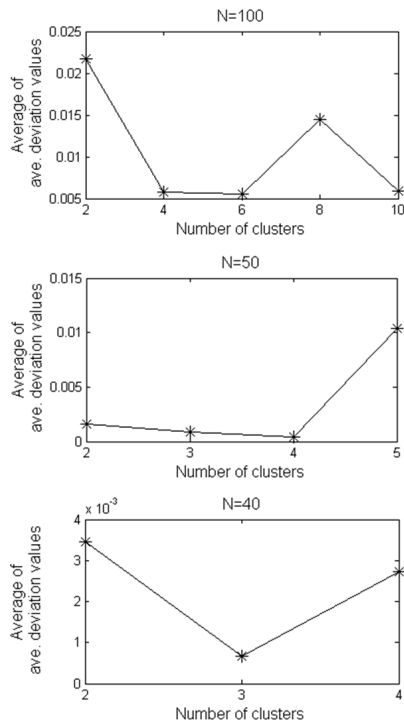 N=100
Average of
ave. deviation values
0.025
0.02
0.015
0.01
0.005
2 4 6 8 10
Number of clusters
N=50
Average of
ave. deviation values
0.015
0.01
0.005
0
2 3 4 5
Number of clusters
x 10^-3
N=40
Average of
ave. deviation values
4
3
2
1
0
2 3 4
Number of clusters